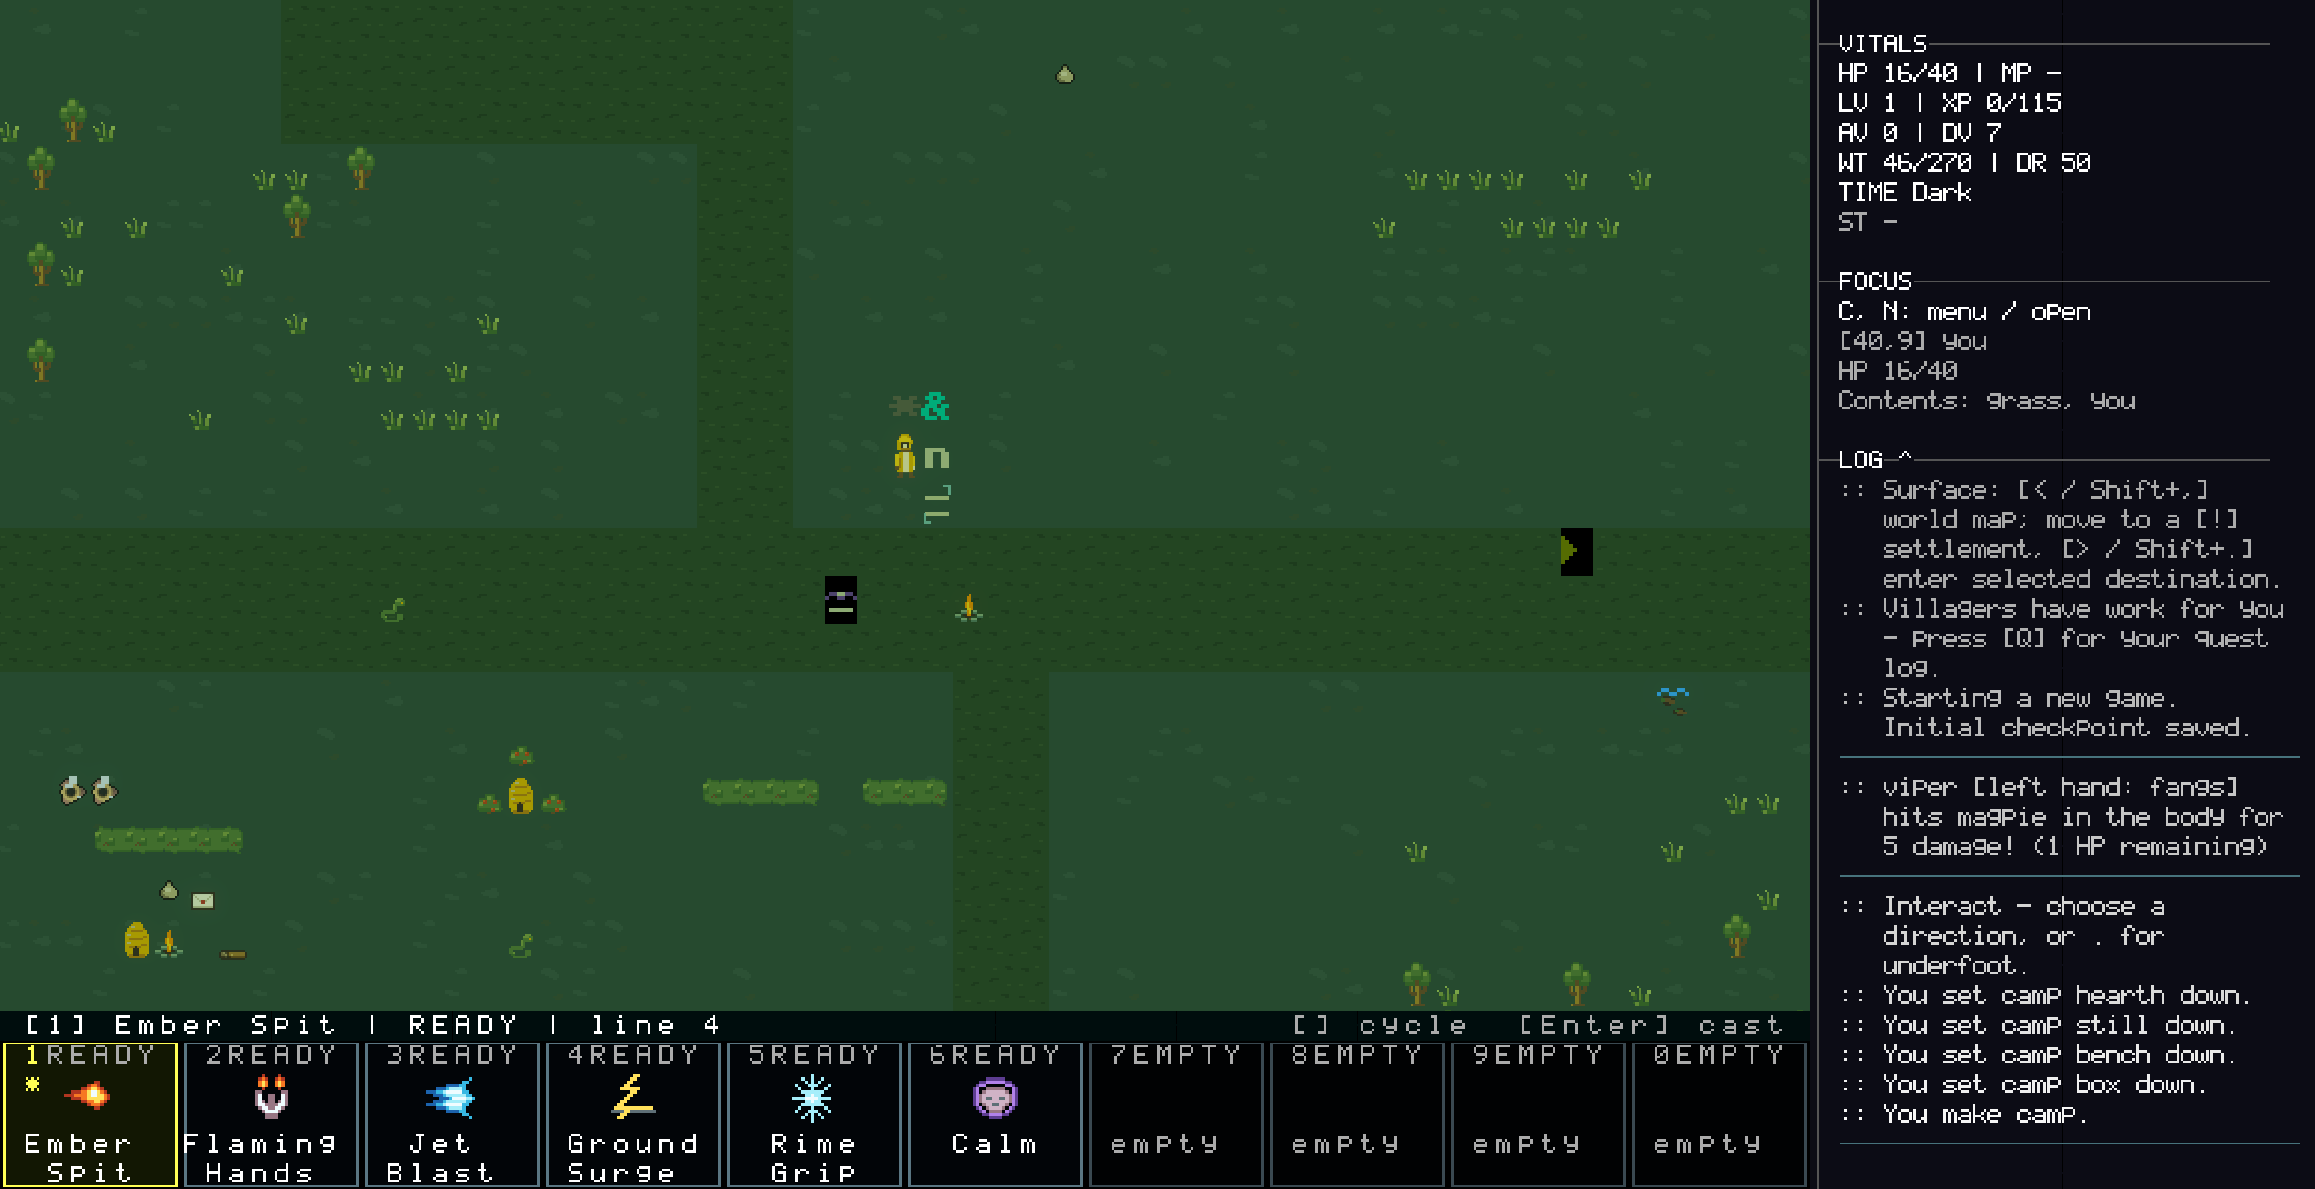 VITALS
HP 16/40 | MP -
LV 1 | XP 0/115
AV 0 | DV 7
WT 46/270 | DR 50
TIME Dark
ST -
FOCUS
C, N: menu / open
[40,9] you
HP 16/40
Contents: grass, you
LOG ^
:: Surface: [< / Shift+,]
world map; move to a [!]
settlement, [> / Shift+.]
enter selected destination.
:: Villagers have work for you
- press [Q] for your quest
log.
:: Starting a new game.
Initial checkpoint saved.
:: viper [left hand: fangs]
hits magpie in the body for
5 damage! (1 HP remaining)
:: Interact - choose a
direction, or . for
underfoot.
:: You set camp hearth down.
:: You set camp still down.
:: You set camp bench down.
:: You set camp box down.
:: You make camp.
&
n
[1] Ember Spit | READY | line 4
[] cycle [Enter] cast
1READY
Ember
Spit
2READY
Flaming
Hands
3READY
Jet
Blast
4READY
Ground
Surge
5READY
Rime
Grip
6READY
Calm
7EMPTY
empty
8EMPTY
empty
9EMPTY
empty
0EMPTY
empty